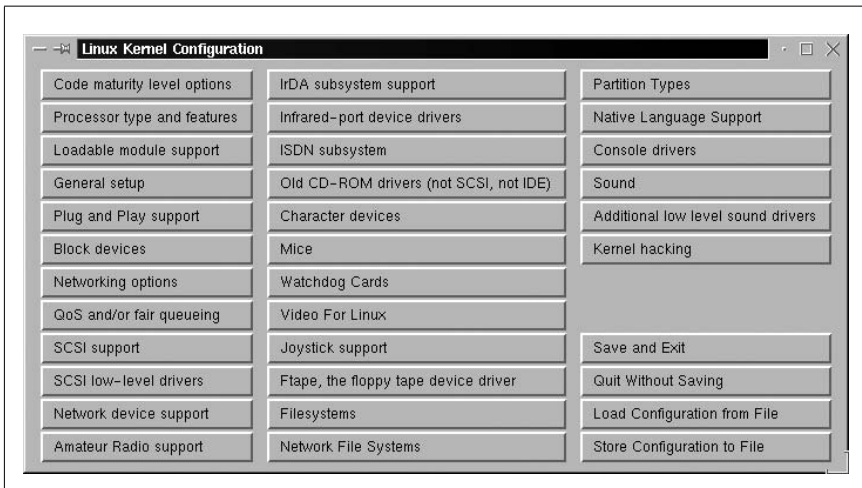 Linux Kernel Configuration
Code maturity level options
Processor type and features
Loadable module support
General setup
Plug and Play support
Block devices
Networking options
QoS and/or fair queueing
SCSI support
SCSI low-level drivers
Network device support
Amateur Radio support
IrDA subsystem support
Infrared-port device drivers
ISDN subsystem
Old CD-ROM drivers (not SCSI, not IDE)
Character devices
Mice
Watchdog Cards
Video For Linux
Joystick support
Ftape, the floppy tape device driver
Filesystems
Network File Systems
Partition Types
Native Language Support
Console drivers
Sound
Additional low level sound drivers
Kernel hacking
Save and Exit
Quit Without Saving
Load Configuration from File
Store Configuration to File